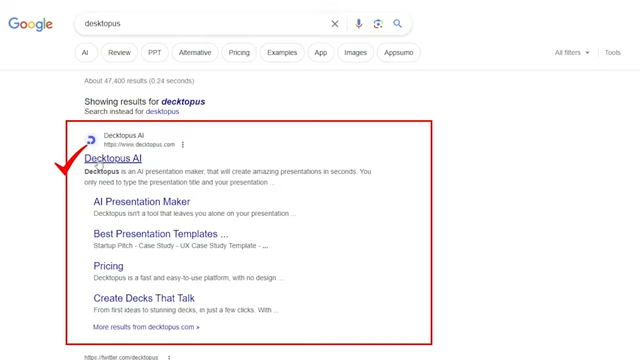 Google
desktopus
AI
Review
PPT
Alternative
Pricing
Examples
App
Images
Appsumo
All filters
Tools
About 47,400 results (0.24 seconds)
Showing results for decktopus
Search instead for desktopus
Decktopus AI
https://www.decktopus.com
Decktopus AI
Decktopus is an AI presentation maker, that will create amazing presentations in seconds. You
only need to type the presentation title and your presentation ...
AI Presentation Maker
Decktopus isn't a tool that leaves you alone on your presentation ...
Best Presentation Templates ...
Startup Pitch - Case Study - UX Case Study Template - ...
Pricing
Decktopus is a fast and easy-to-use platform, with no design ...
Create Decks That Talk
From first ideas to stunning decks, in just a few clicks. With ...
More results from decktopus.com »
https://twitter.com/decktopus